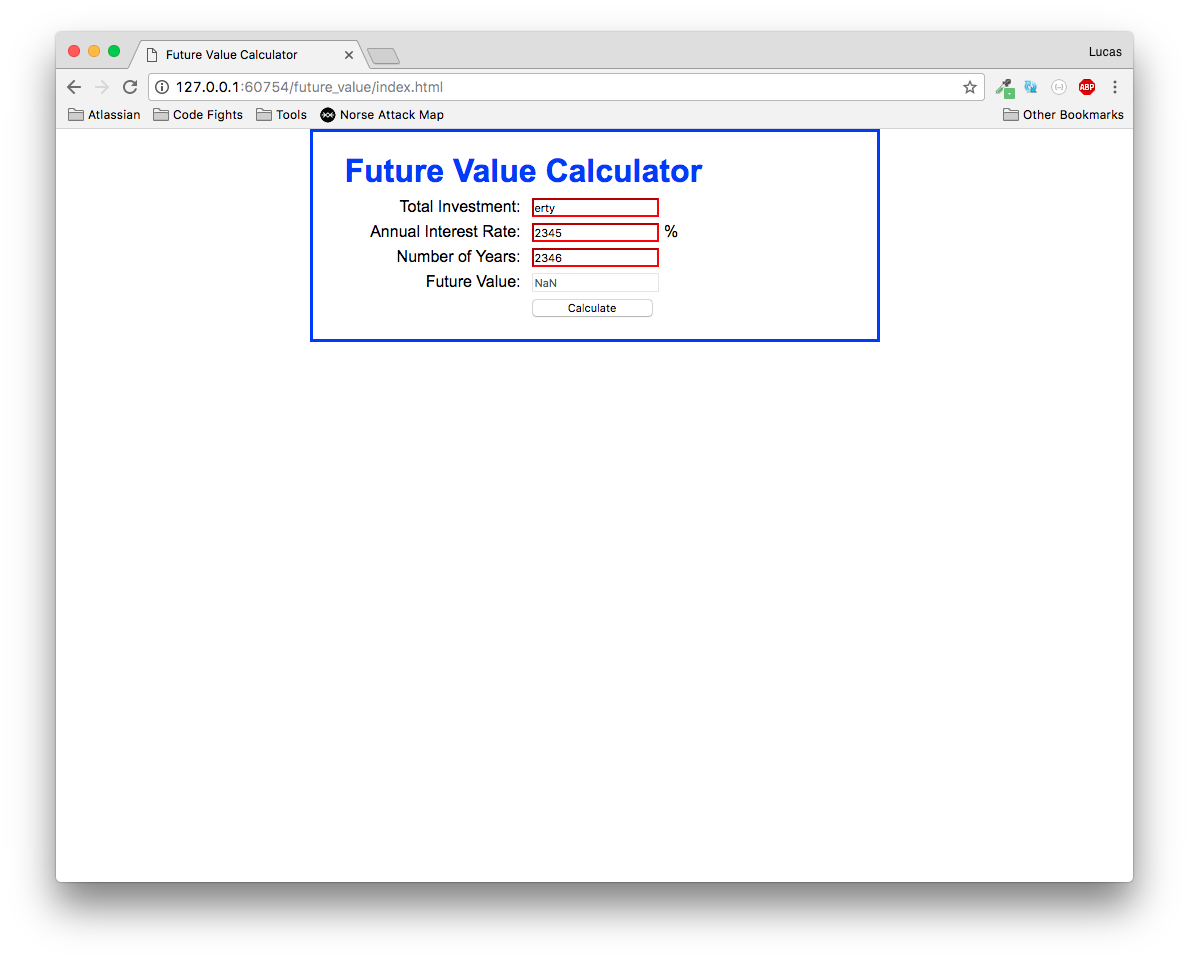 Future Value Calculator
Lucas
127.0.0.1:60754/future_value/index.html
ABP
Atlassian Code Fights Tools Norse Attack Map Other Bookmarks
Future Value Calculator
Total Investment: erty
Annual Interest Rate: 2345 %
Number of Years: 2346
Future Value: NaN
Calculate